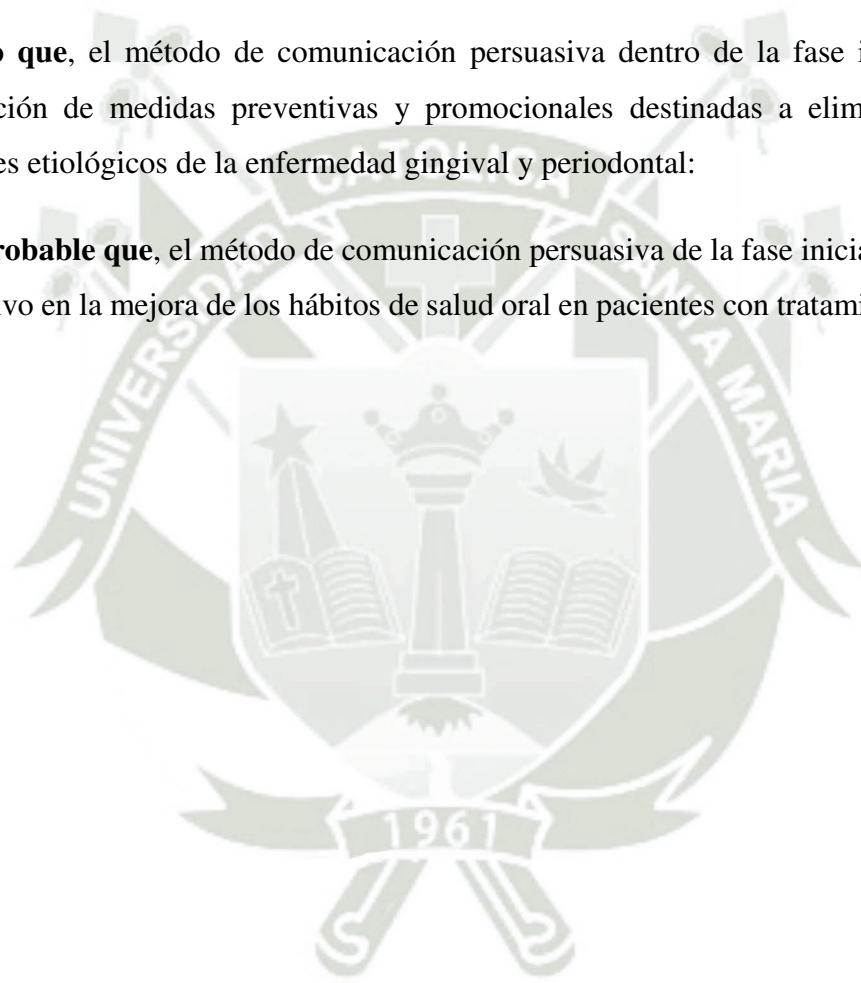 que, el método de comunicación persuasiva dentro de la fase
ción de medidas preventivas y promocionales destinadas a elim
es etiológicos de la enfermedad gingival y periodontal:
robable que, el método de comunicación persuasiva de la fase inicia
vo en la mejora de los hábitos de salud oral en pacientes con tratami
UNIVERSIDAD CATOLICA SANTA MARIA
1961